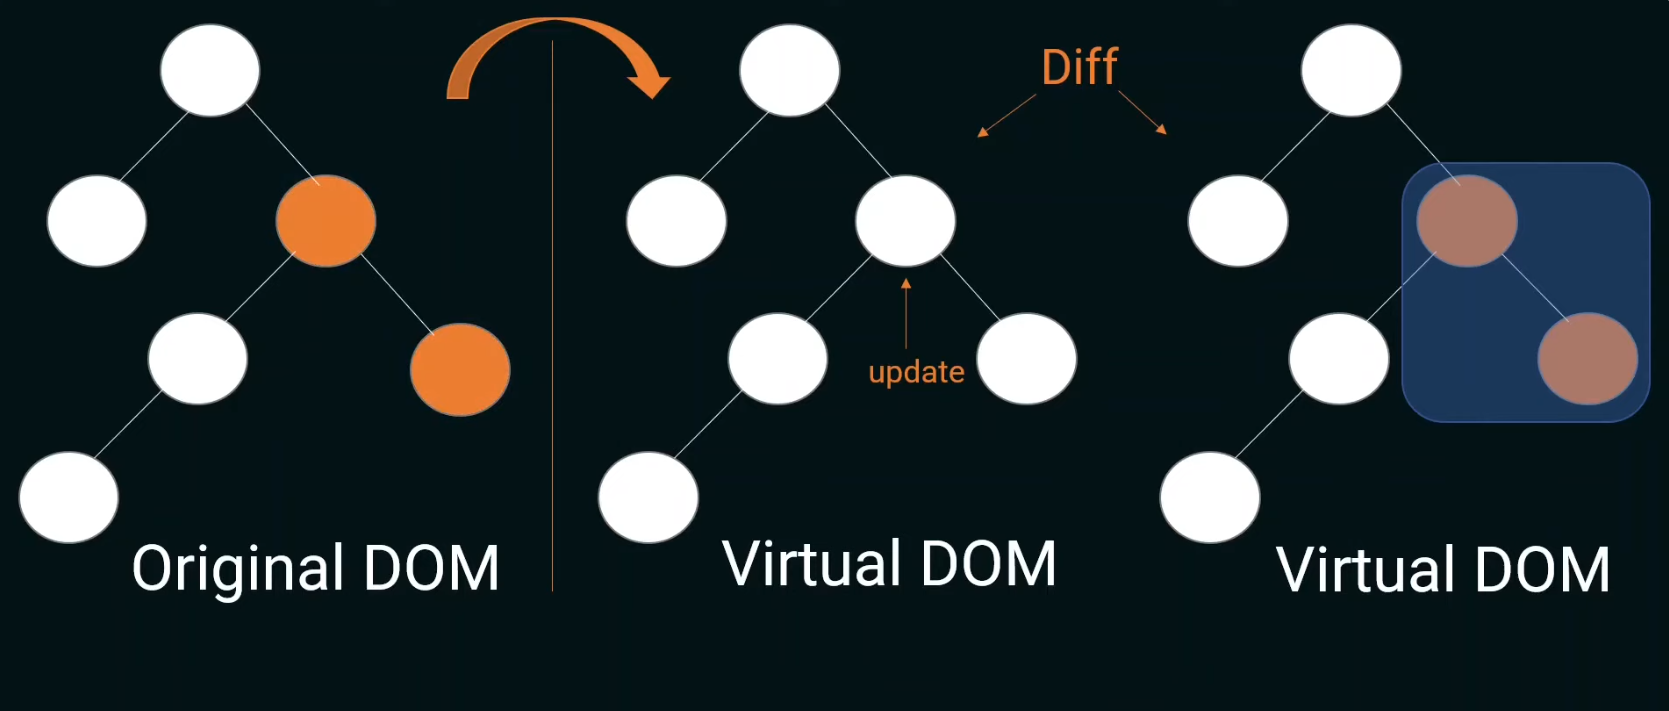 Diff
update
Original DOM
Virtual DOM
Virtual DOM